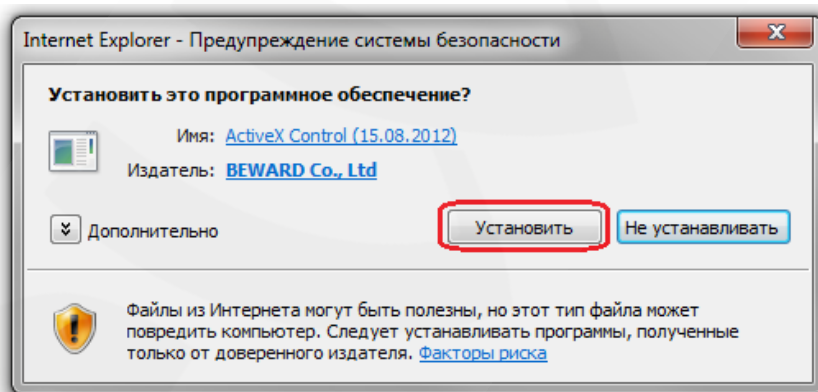 Internet Explorer - Предупреждение системы безопасности
Установить это программное обеспечение?
Имя: ActiveX Control (15.08.2012)
Издатель: BEWARD Co., Ltd
Дополнительно
Установить
Не устанавливать
Файлы из Интернета могут быть полезны, но этот тип файла может
повредить компьютер. Следует устанавливать программы, полученные
только от доверенного издателя. Факторы риска